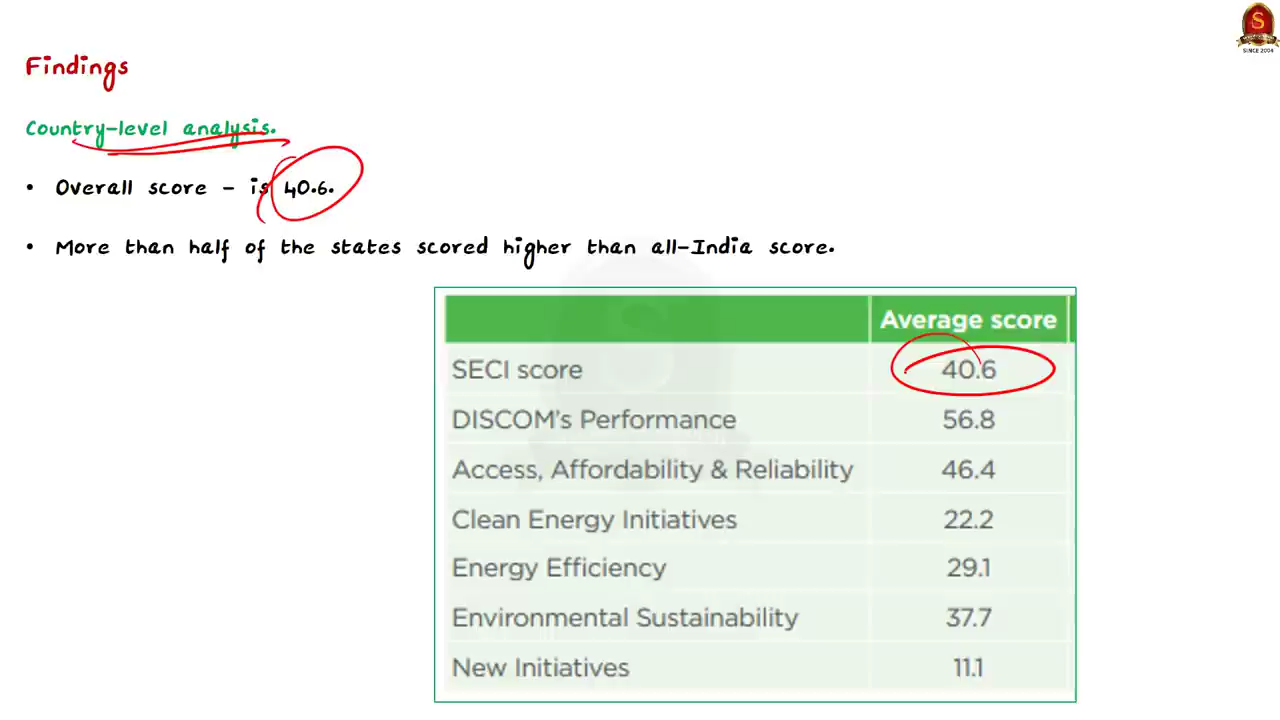 S
SINCE 2004
Findings
Country-level analysis.
• Overall score - is 40.6.
• More than half of the states scored higher than all-India score.
Average score
SECI score 40.6
DISCOM's Performance 56.8
Access, Affordability & Reliability 46.4
Clean Energy Initiatives 22.2
Energy Efficiency 29.1
Environmental Sustainability 37.7
New Initiatives 11.1